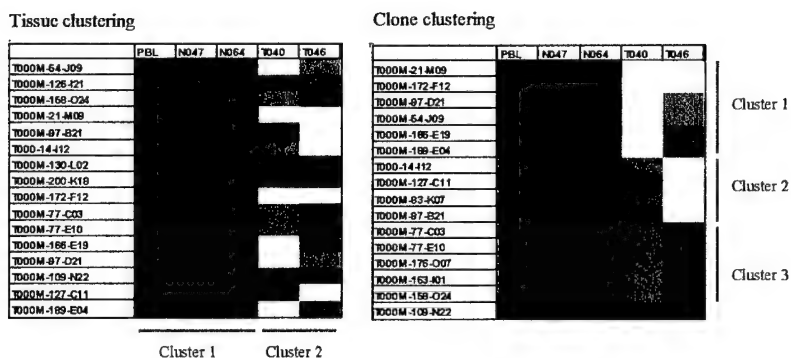 Tissue clustering
PBL N047 N064 T040 T046
T000M-54-J09
T000M-126-I21
T000M-168-O24
T000M-21-M09
T000M-97-B21
T000-14-I12
T000M-130-L02
T000M-200-K18
T000M-172-F12
T000M-77-C03
T000M-77-E10
T000M-166-E19
T000M-97-D21
T000M-109-N22
T000M-127-C11
T000M-189-E04
Cluster 1 Cluster 2
Clone clustering
PBL N047 N064 T040 T046
T000M-21-M09
T000M-172-F12
T000M-97-D21
T000M-54-J09
T000M-166-E19
T000M-189-E04
T000-14-I12
T000M-127-C11
T000M-83-K07
T000M-97-B21
T000M-77-C03
T000M-77-E10
T000M-176-O07
T000M-163-I01
T000M-158-O24
T000M-109-N22
Cluster 1
Cluster 2
Cluster 3